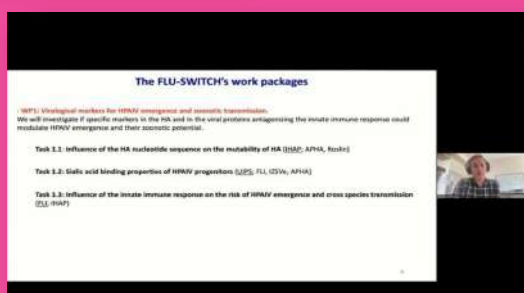 The FLU-SWITCH's work packages
- WP1: Virological markers for HPAIV emergence and zoonotic transmission.
We will investigate if specific markers in the HA and in the viral proteins antagonizing the innate immune response could
modulate HPAIV emergence and their zoonotic potential.
Task 1.1: Influence of the HA nucleotide sequence on the mutability of HA (IHAP; APHA, Roslin)
Task 1.2: Sialic acid binding properties of HPAIV progenitors (UPS; FLI, IZSVe, APHA)
Task 1.3: Influence of the innate immune response on the risk of HPAIV emergence and cross species transmission
(FLI, IHAP)